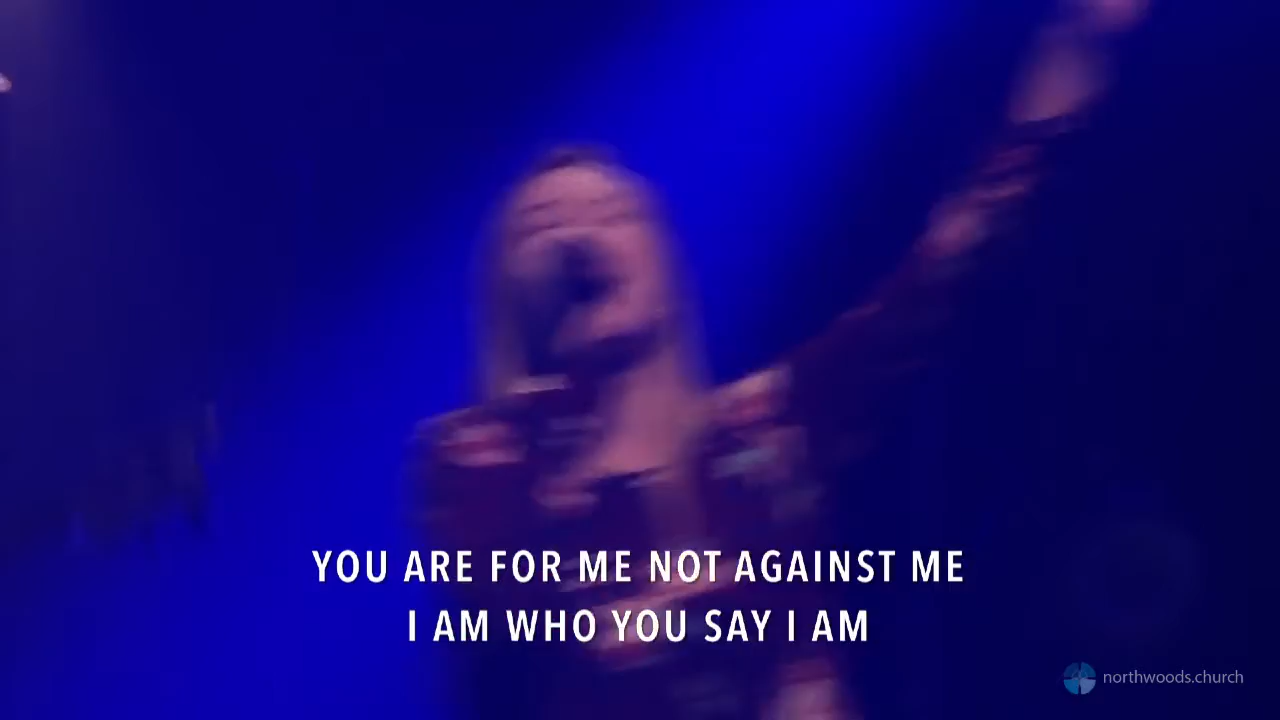 YOU ARE FOR ME NOT AGAINST ME
I AM WHO YOU SAY I AM
northwoods.church